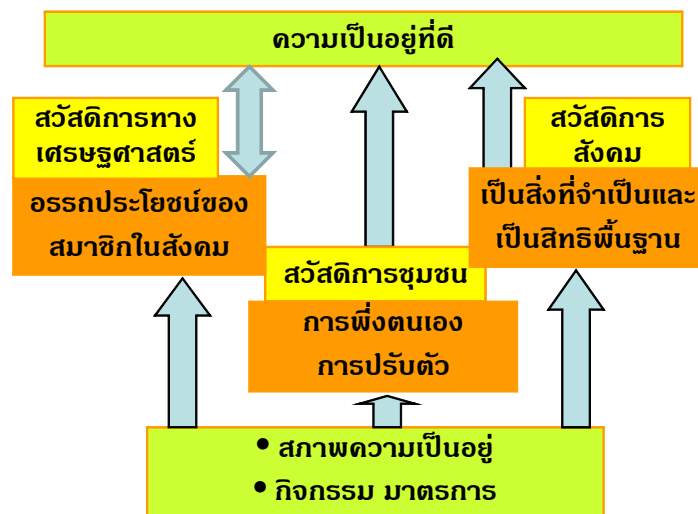 ความเป็นอยู่ที่ดี
สวัสดิการทาง
เศรษฐศาสตร์
อรรถประโยชน์ของ
สมาชิกในสังคม
สวัสดิการ
สังคม
เป็นสิ่งที่จำเป็นและ
เป็นสิทธิพื้นฐาน
สวัสดิการชุมชน
การพึ่งตนเอง
การปรับตัว
• สภาพความเป็นอยู่
• กิจกรรม มาตรการ